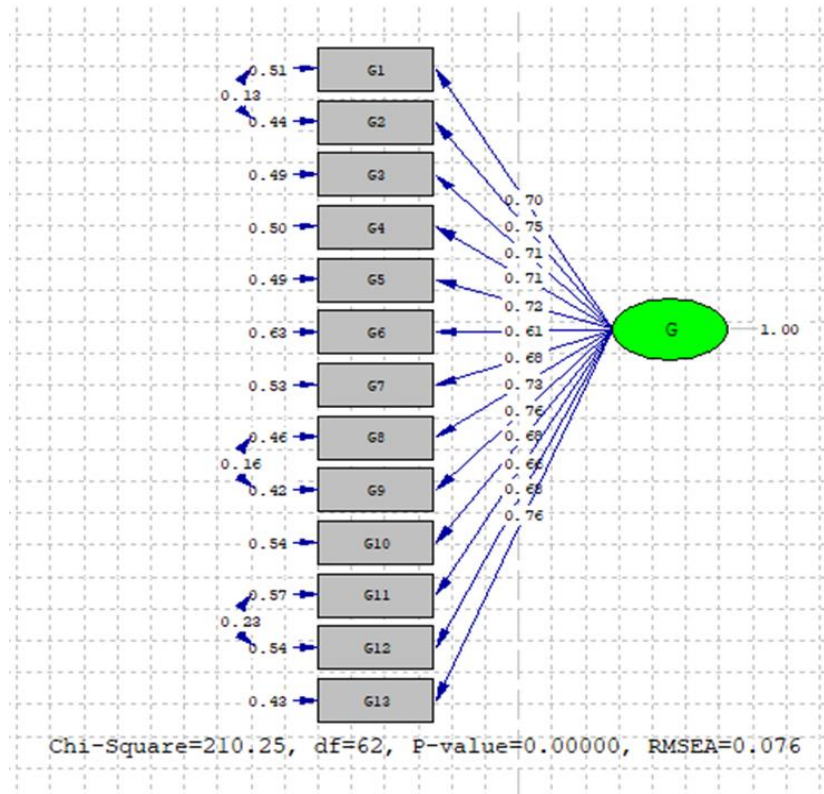 0.51 G1
0.13
0.44 G2
0.49 G3
0.70
0.50 G4 0.75
0.71
0.49 G5 0.71
0.72
0.63 G6 0.61 G 1.00
0.68
0.53 G7 0.73
0.76
0.46 G8 0.68
0.16 0.66
0.42 G9 0.68
0.76
0.54 G10
0.57 G11
0.23
0.54 G12
0.43 G13
Chi-Square=210.25, df=62, P-value=0.00000, RMSEA=0.076